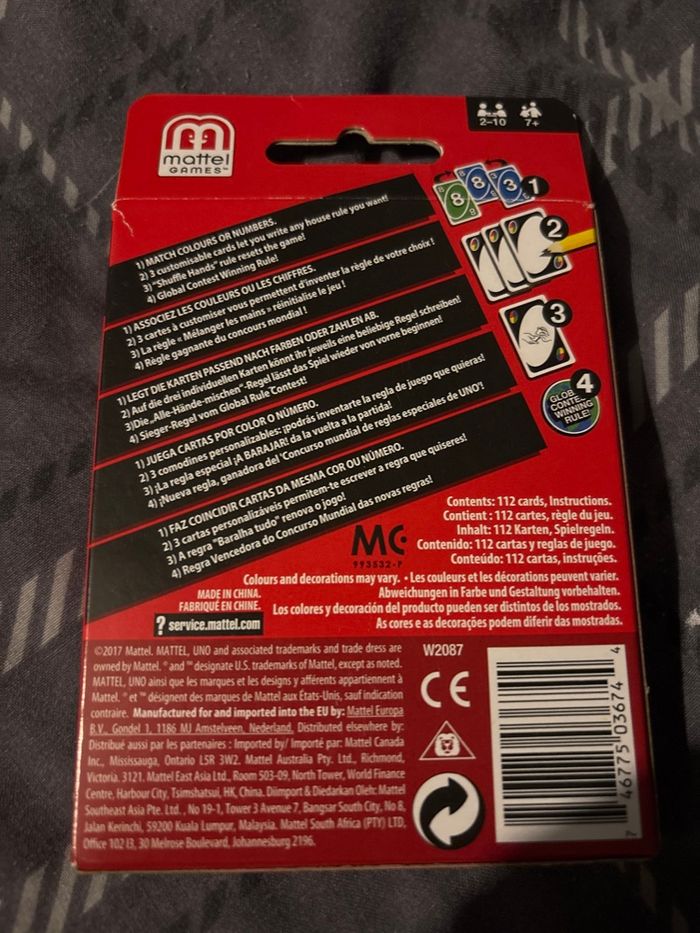 mattel
GAMES™
2–10 7+
8 8 3 1
2
3
4
GLOB
CONTE
WINNING
RULE!
1) MATCH COLOURS OR NUMBERS.
2) 3 customisable cards let you write any house rule you want!
3) "Shuffle Hands" rule resets the game!
4) Global Contest Winning Rule!
1) ASSOCIEZ LES COULEURS OU LES CHIFFRES.
2) 3 cartes à customiser vous permettent d'inventer la règle de votre choix !
3) La règle « Mélanger les mains » réinitialise le jeu !
4) Règle gagnante du concours mondial !
1) LEGT DIE KARTEN PASSEND NACH FARBEN ODER ZAHLEN AB.
2) Auf die drei individuellen Karten könnt ihr jeweils eine beliebige Regel schreiben!
3)Die „Alle-Hände-mischen"-Regel lässt das Spiel wieder von vorne beginnen!
4) Sieger-Regel vom Global Rule Contest!
1) JUEGA CARTAS POR COLOR O NÚMERO.
2) 3 comodines personalizables: ¡podrás inventarte la regla de juego que quieras!
3) ¡La regla especial ¡A BARAJAR! da la vuelta a la partida!
4) ¡Nueva regla, ganadora del 'Concurso mundial de reglas especiales de UNO'!
1) FAZ COINCIDIR CARTAS DA MESMA COR OU NÚMERO.
2) 3 cartas personalizáveis permitem-te escrever a regra que quiseres!
3) A regra "Baralha tudo" renova o jogo!
4) Regra Vencedora do Concurso Mundial das novas regras!
Contents: 112 cards, Instructions.
Contient : 112 cartes, règle du jeu.
Inhalt: 112 Karten, Spielregeln.
Contenido: 112 cartas y reglas de juego.
Conteúdo: 112 cartas, instruções.
MC
993532-P
Colours and decorations may vary. • Les couleurs et les décorations peuvent varier.
Abweichungen in Farbe und Gestaltung vorbehalten.
Los colores y decoración del producto pueden ser distintos de los mostrados.
As cores e as decorações podem diferir das mostradas.
MADE IN CHINA.
FABRIQUÉ EN CHINE.
? service.mattel.com
©2017 Mattel. MATTEL, UNO and associated trademarks and trade dress are
owned by Mattel. ® and ™ designate U.S. trademarks of Mattel, except as noted.
MATTEL, UNO ainsi que les marques et les designs y afférents appartiennent à
Mattel. ® et ™ désignent des marques de Mattel aux États-Unis, sauf indication
contraire. Manufactured for and imported into the EU by: Mattel Europa
B.V., Gondel 1, 1186 MJ Amstelveen, Nederland. Distributed elsewhere by:
Distribué aussi par les partenaires : Imported by/ Importé par: Mattel Canada
Inc., Mississauga, Ontario L5R 3W2. Mattel Australia Pty. Ltd., Richmond,
Victoria. 3121. Mattel East Asia Ltd., Room 503-09, North Tower, World Finance
Centre, Harbour City, Tsimshatsui, HK, China. Diimport & Diedarkan Oleh: Mattel
Southeast Asia Pte. Ltd. , No 19-1, Tower 3 Avenue 7, Bangsar South City, No 8,
Jalan Kerinchi, 59200 Kuala Lumpur, Malaysia. Mattel South Africa (PTY) LTD,
Office 102 I3, 30 Melrose Boulevard, Johannesburg 2196.
W2087
CE
46775 03674 4